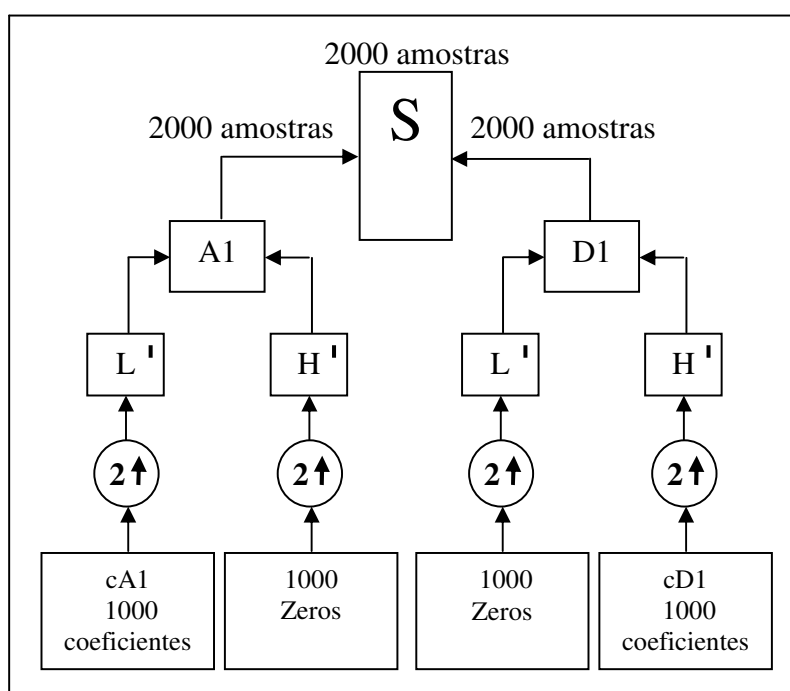 2000 amostras
S
2000 amostras
2000 amostras
A1
D1
L '
H '
L '
H '
2↑
2↑
2↑
2↑
cA1
1000
coeficientes
1000
Zeros
1000
Zeros
cD1
1000
coeficientes